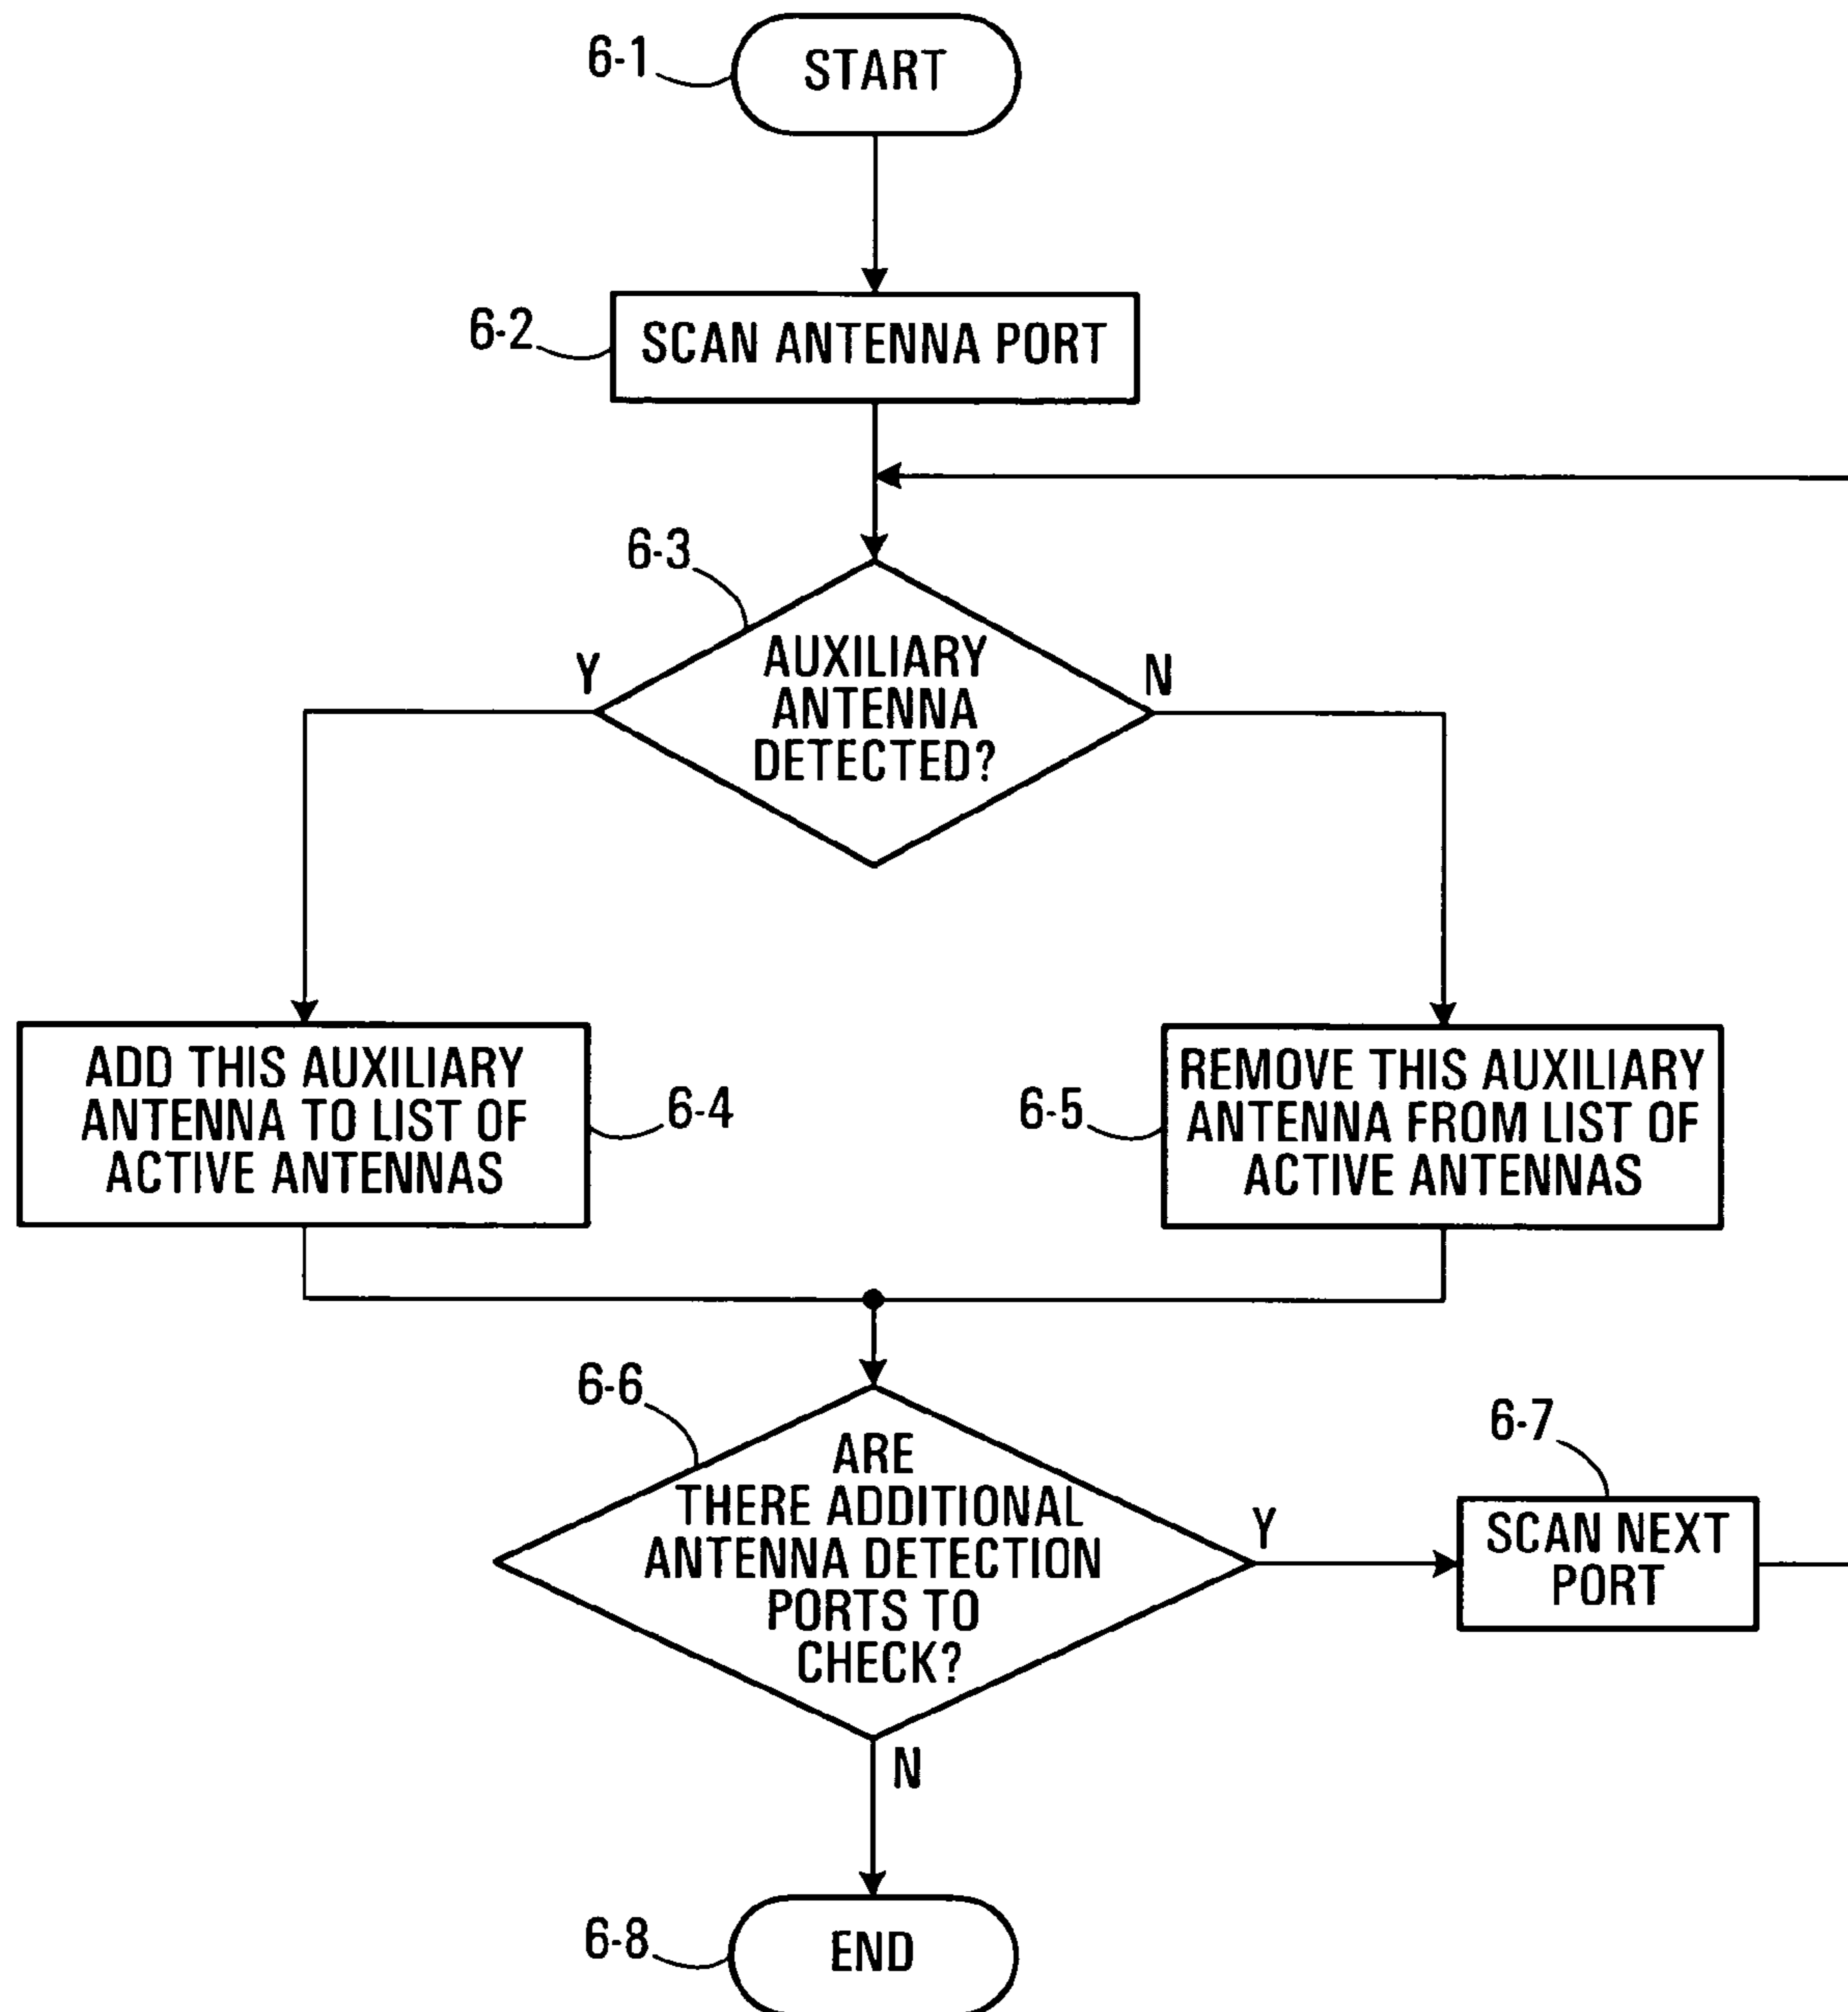 6-1
START
6-2
SCAN ANTENNA PORT
6-3
AUXILIARY
ANTENNA
DETECTED?
Y
N
ADD THIS AUXILIARY
ANTENNA TO LIST OF
ACTIVE ANTENNAS
6-4
6-5
REMOVE THIS AUXILIARY
ANTENNA FROM LIST OF
ACTIVE ANTENNAS
6-6
ARE
THERE ADDITIONAL
ANTENNA DETECTION
PORTS TO
CHECK?
Y
6-7
SCAN NEXT
PORT
N
6-8
END